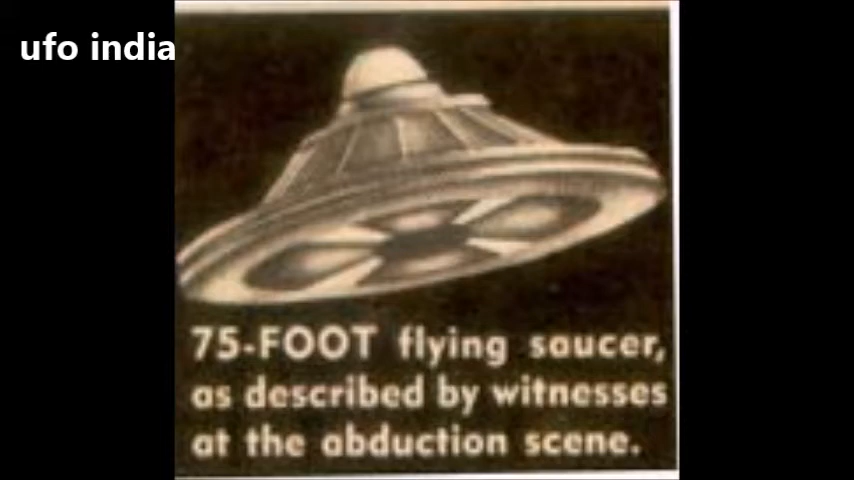 ufo india
75-FOOT flying saucer,
as described by witnesses
at the abduction scene.